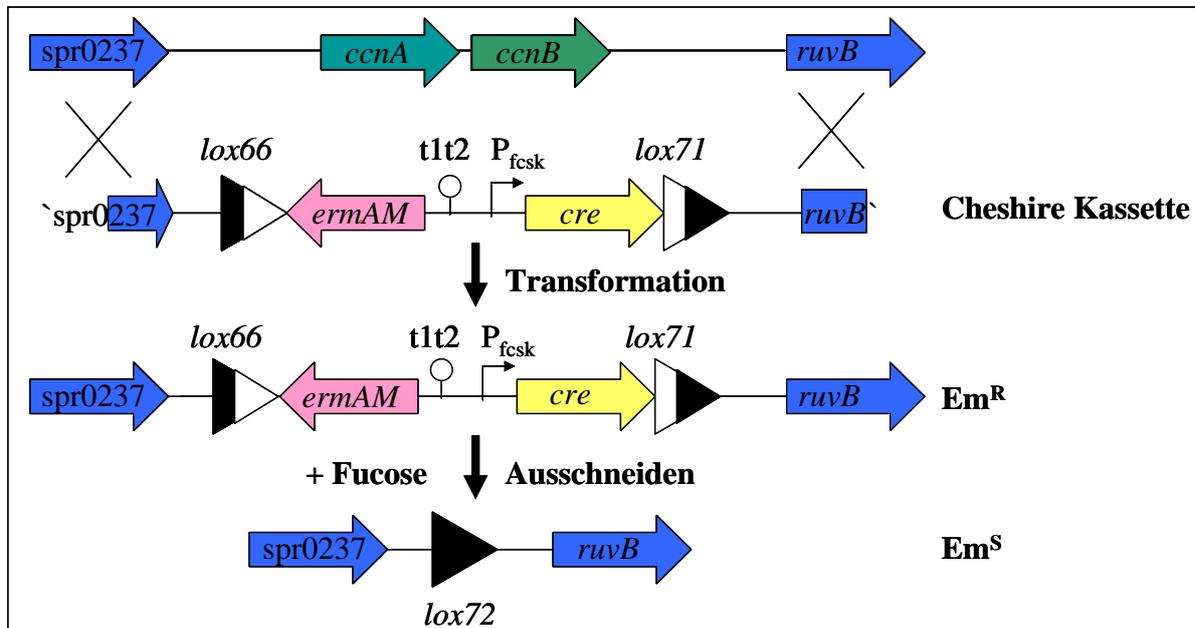 spr0237 ccnA ccnB ruvB
lox66 t1t2 Pfcsk lox71
`spr0237 ermAM cre ruvB` Cheshire Kassette
Transformation
lox66 t1t2 Pfcsk lox71
spr0237 ermAM cre ruvB EmR
+ Fucose Ausschneiden
spr0237 ruvB EmS
lox72